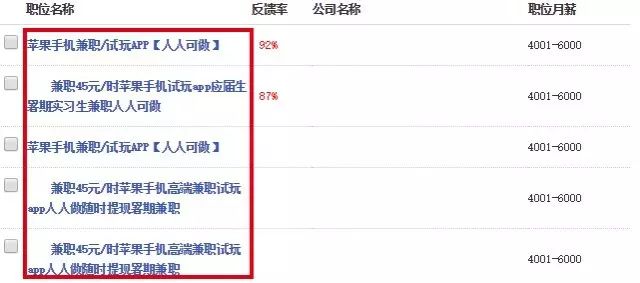 职位名称 反馈率 公司名称 职位月薪
苹果手机兼职/试玩APP【人人可做】 92% 4001-6000
兼职45元/时苹果手机试玩app应届生
署期实习生兼职人人可做 87% 4001-6000
苹果手机兼职/试玩APP【人人可做】 4001-6000
兼职45元/时苹果手机高端兼职试玩
app人人做随时提现署期兼职 4001-6000
兼职45元/时苹果手机高端兼职试玩
app人人做随时提现署期兼职 4001-6000